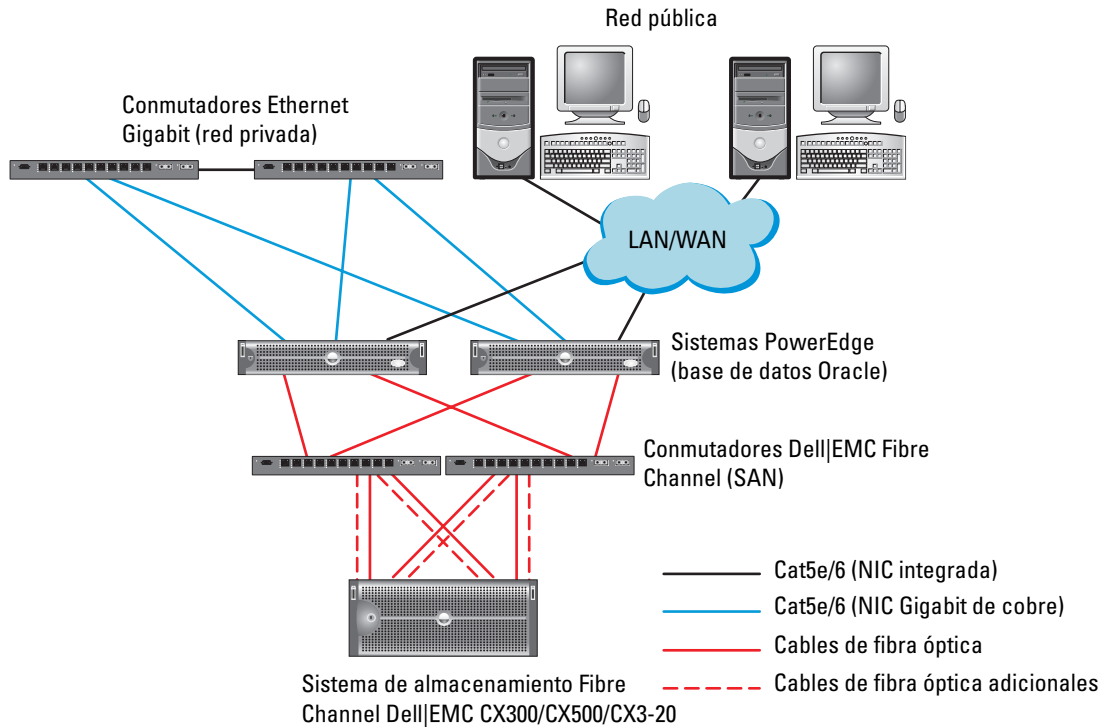 Red pública
Conmutadores Ethernet
Gigabit (red privada)
LAN/WAN
Sistemas PowerEdge
(base de datos Oracle)
Conmutadores Dell|EMC Fibre
Channel (SAN)
Cat5e/6 (NIC integrada)
Cat5e/6 (NIC Gigabit de cobre)
Cables de fibra óptica
Cables de fibra óptica adicionales
Sistema de almacenamiento Fibre
Channel Dell|EMC CX300/CX500/CX3-20